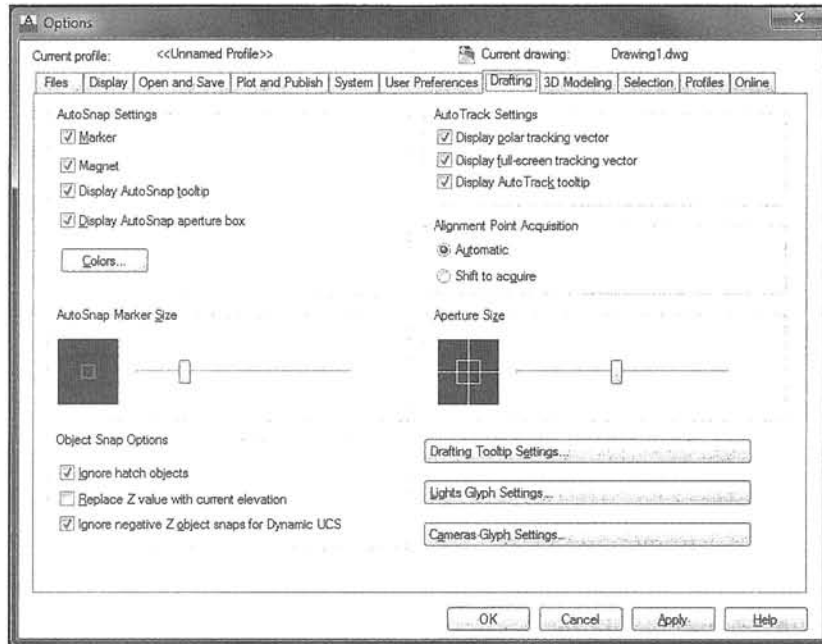 Options
Current profile: <<Unnamed Profile>> Current drawing: Drawing1.dwg
Files Display Open and Save Plot and Publish System User Preferences Drafting 3D Modeling Selection Profiles Online
AutoSnap Settings
Marker
Magnet
Display AutoSnap tooltip
Display AutoSnap aperture box
Colors...
AutoTrack Settings
Display polar tracking vector
Display full-screen tracking vector
Display AutoTrack tooltip
Alignment Point Acquisition
Automatic
Shift to acquire
AutoSnap Marker Size
Aperture Size
Object Snap Options
Ignore hatch objects
Replace Z value with current elevation
Ignore negative Z object snaps for Dynamic UCS
Drafting Tooltip Settings...
Lights Glyph Settings...
Cameras Glyph Settings...
OK Cancel Apply Help